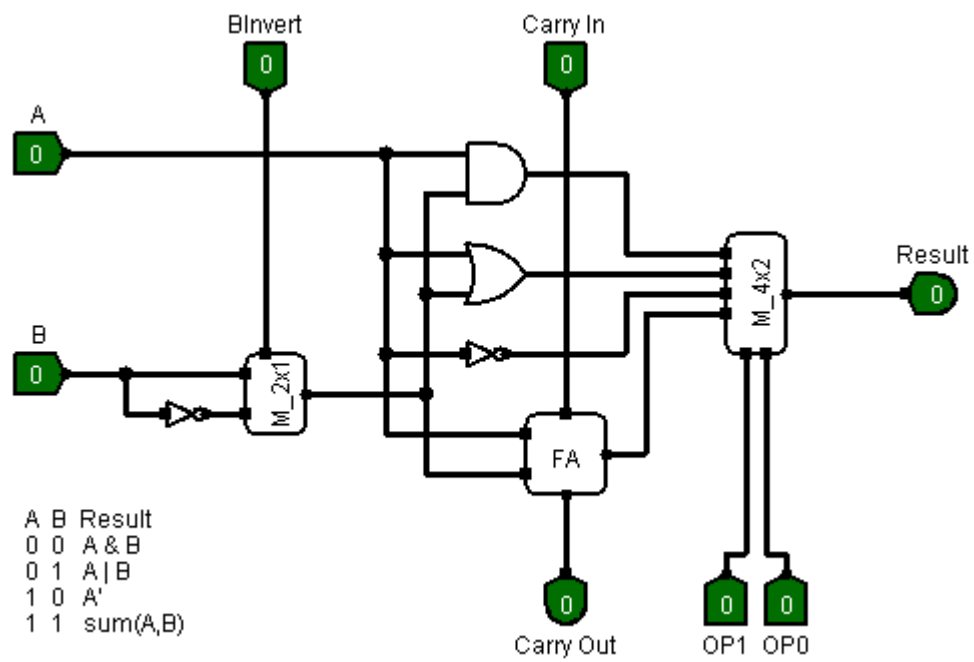 BInvert
Carry In
0
0
A
0
M_4x2
Result
0
B
0
M_2x1
FA
A B Result
0 0 A & B
0 1 A | B
1 0 A'
1 1 sum(A,B)
0
0
0
Carry Out
OP1
OP0